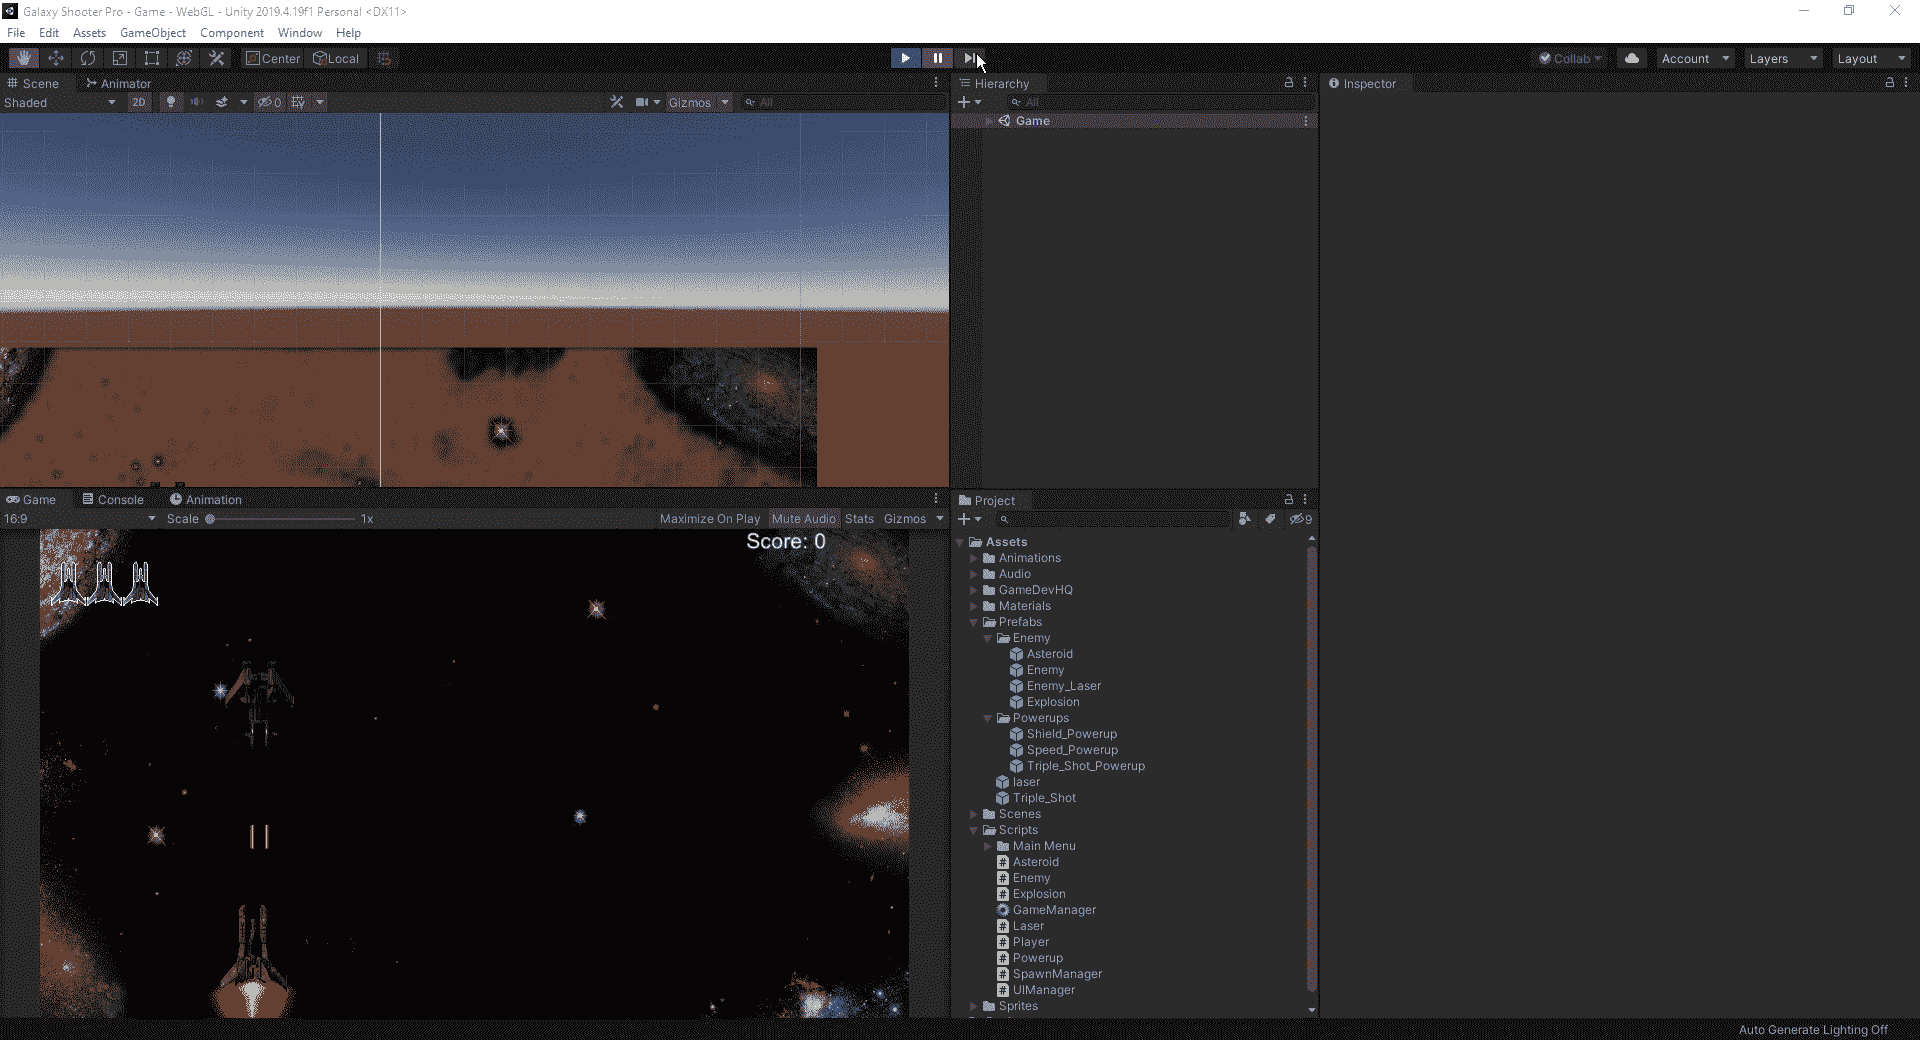 Galaxy Shooter Pro - Game - WebGL - Unity 2019.4.19f1 Personal <DX11>
File Edit Assets GameObject Component Window Help
Center Local Collab Account Layers Layout
Scene Animator
Shaded 2D 0 Gizmos All
Hierarchy
All
Game
Inspector
Game Console Animation
16:9 Scale 1x Maximize On Play Mute Audio Stats Gizmos
Score: 0
Project
9
Assets
Animations
Audio
GameDevHQ
Materials
Prefabs
Enemy
Asteroid
Enemy
Enemy_Laser
Explosion
Powerups
Shield_Powerup
Speed_Powerup
Triple_Shot_Powerup
laser
Triple_Shot
Scenes
Scripts
Main Menu
Asteroid
Enemy
Explosion
GameManager
Laser
Player
Powerup
SpawnManager
UIManager
Sprites
Auto Generate Lighting Off